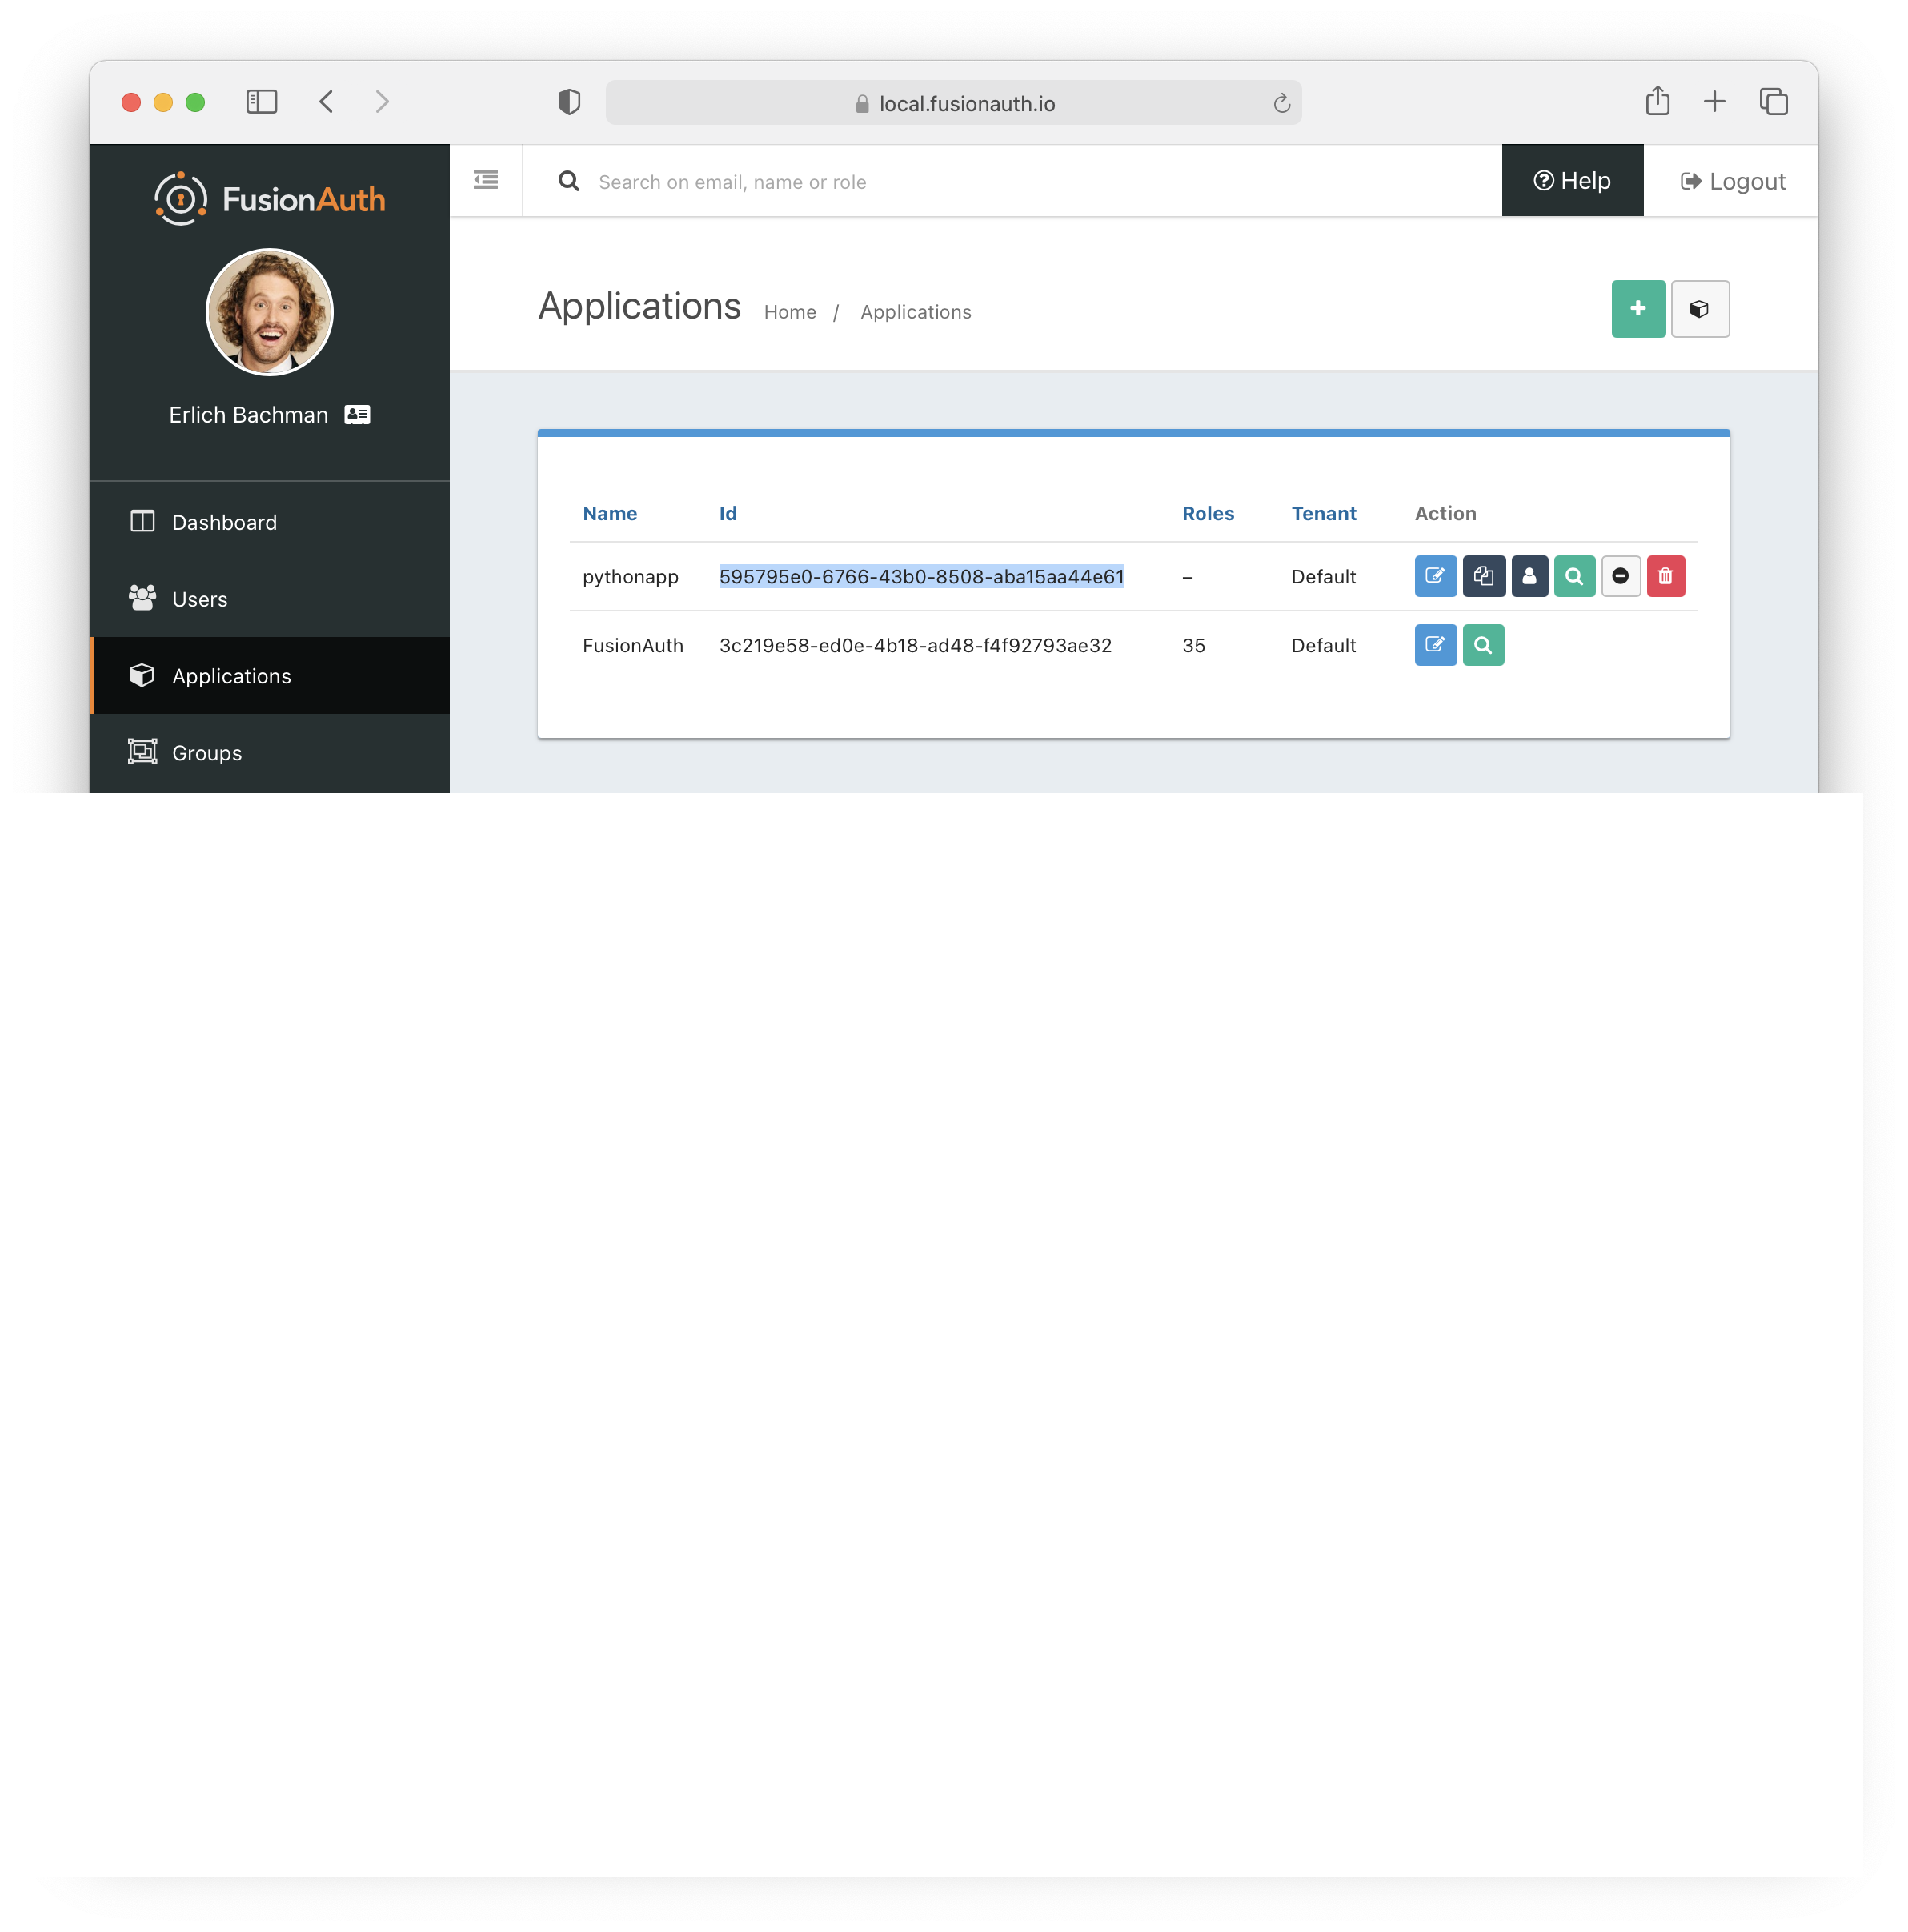 local.fusionauth.io
FusionAuth
Search on email, name or role
Help
Logout
Applications Home / Applications
Erlich Bachman
Dashboard
Users
Applications
Groups
Name Id Roles Tenant Action
pythonapp 595795e0-6766-43b0-8508-aba15aa44e61 – Default
FusionAuth 3c219e58-ed0e-4b18-ad48-f4f92793ae32 35 Default